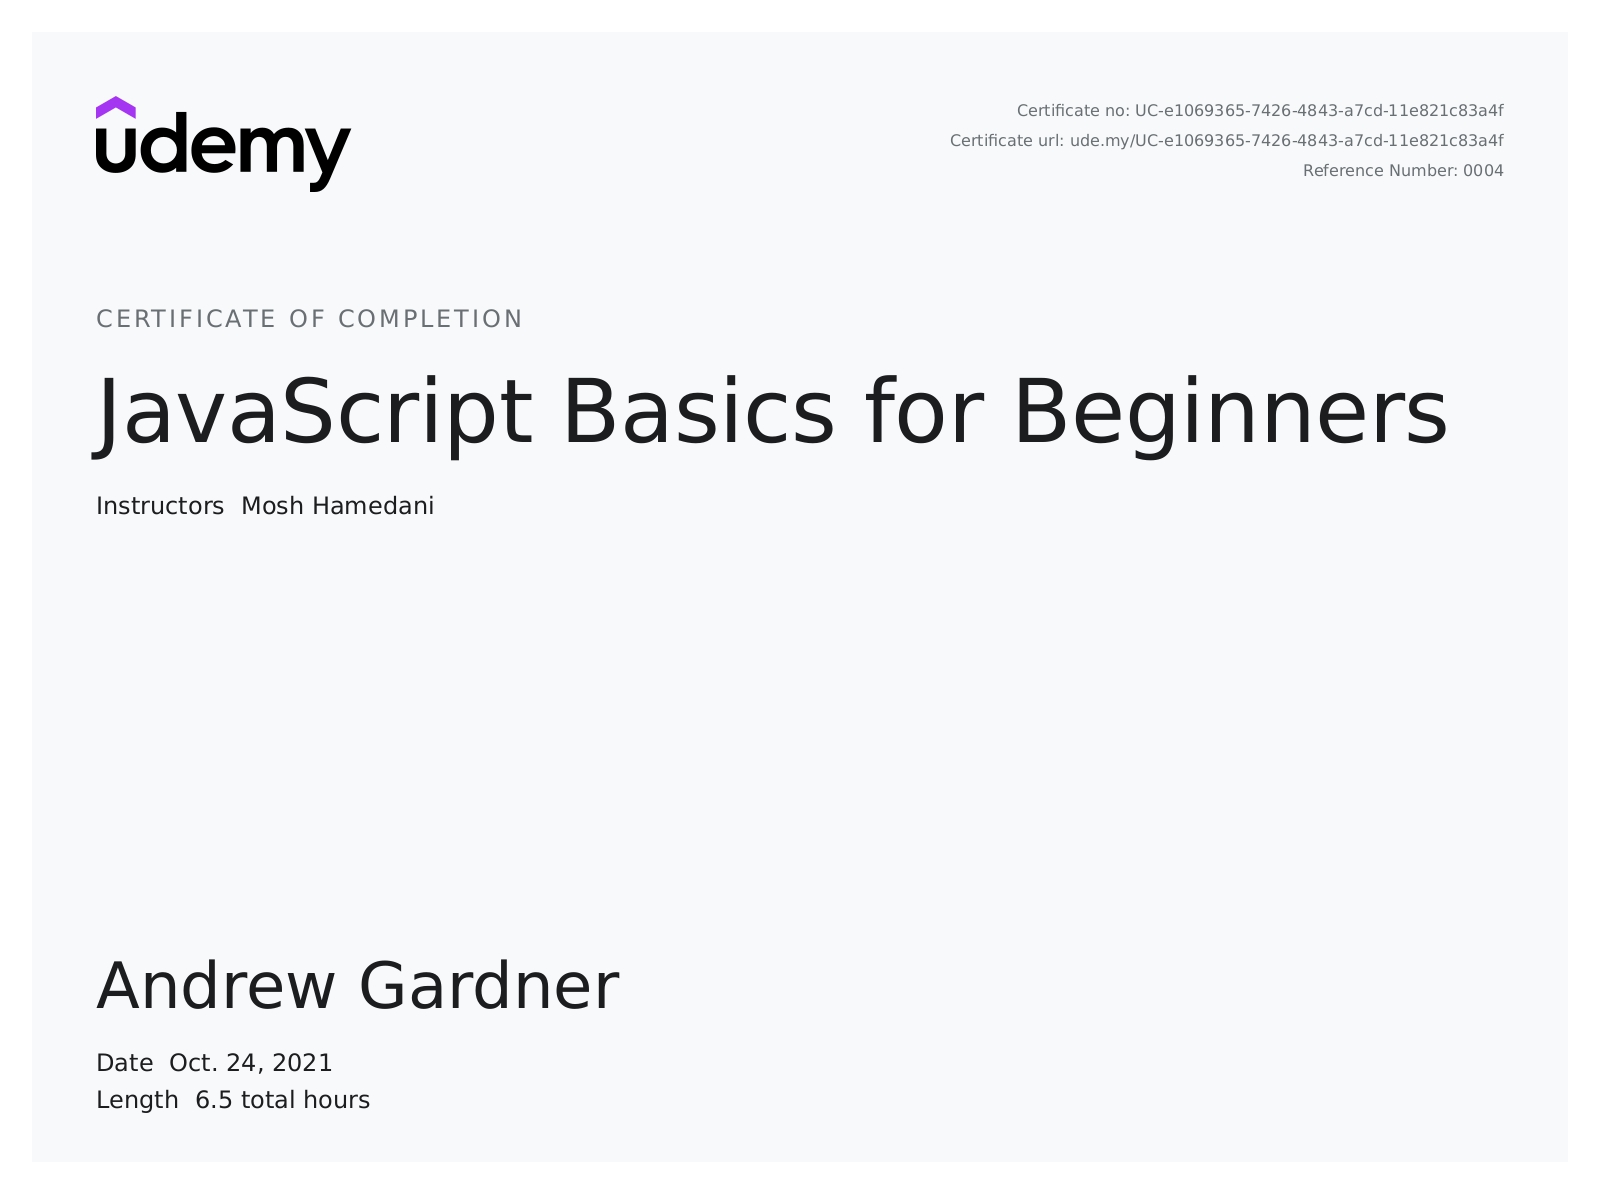 udemy
Certificate no: UC-e1069365-7426-4843-a7cd-11e821c83a4f
Certificate url: ude.my/UC-e1069365-7426-4843-a7cd-11e821c83a4f
Reference Number: 0004
CERTIFICATE OF COMPLETION
JavaScript Basics for Beginners
Instructors  Mosh Hamedani
Andrew Gardner
Date  Oct. 24, 2021
Length  6.5 total hours